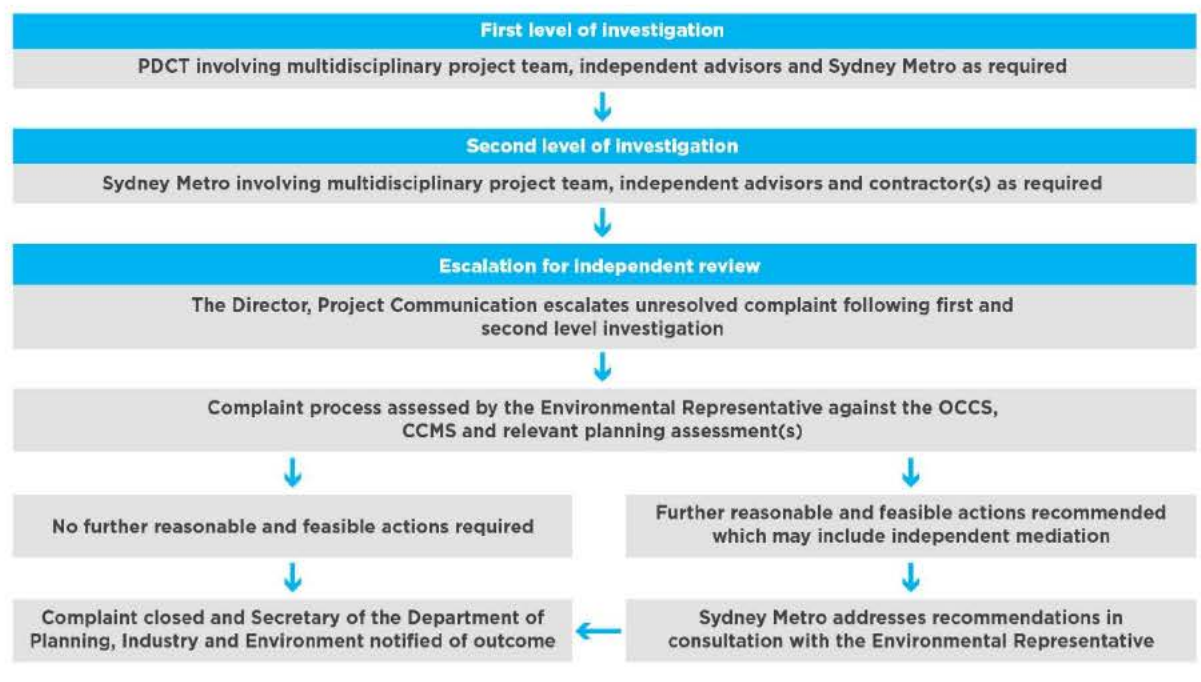 First level of investigation
PDCT involving multidisciplinary project team, independent advisors and Sydney Metro as required
Second level of investigation
Sydney Metro involving multidisciplinary project team, independent advisors and contractor(s) as required
Escalation for independent review
The Director, Project Communication escalates unresolved complaint following first and
second level investigation
Complaint process assessed by the Environmental Representative against the OCCS,
CCMS and relevant planning assessment(s)
No further reasonable and feasible actions required
Further reasonable and feasible actions recommended
which may include independent mediation
Complaint closed and Secretary of the Department of
Planning, Industry and Environment notified of outcome
Sydney Metro addresses recommendations in
consultation with the Environmental Representative